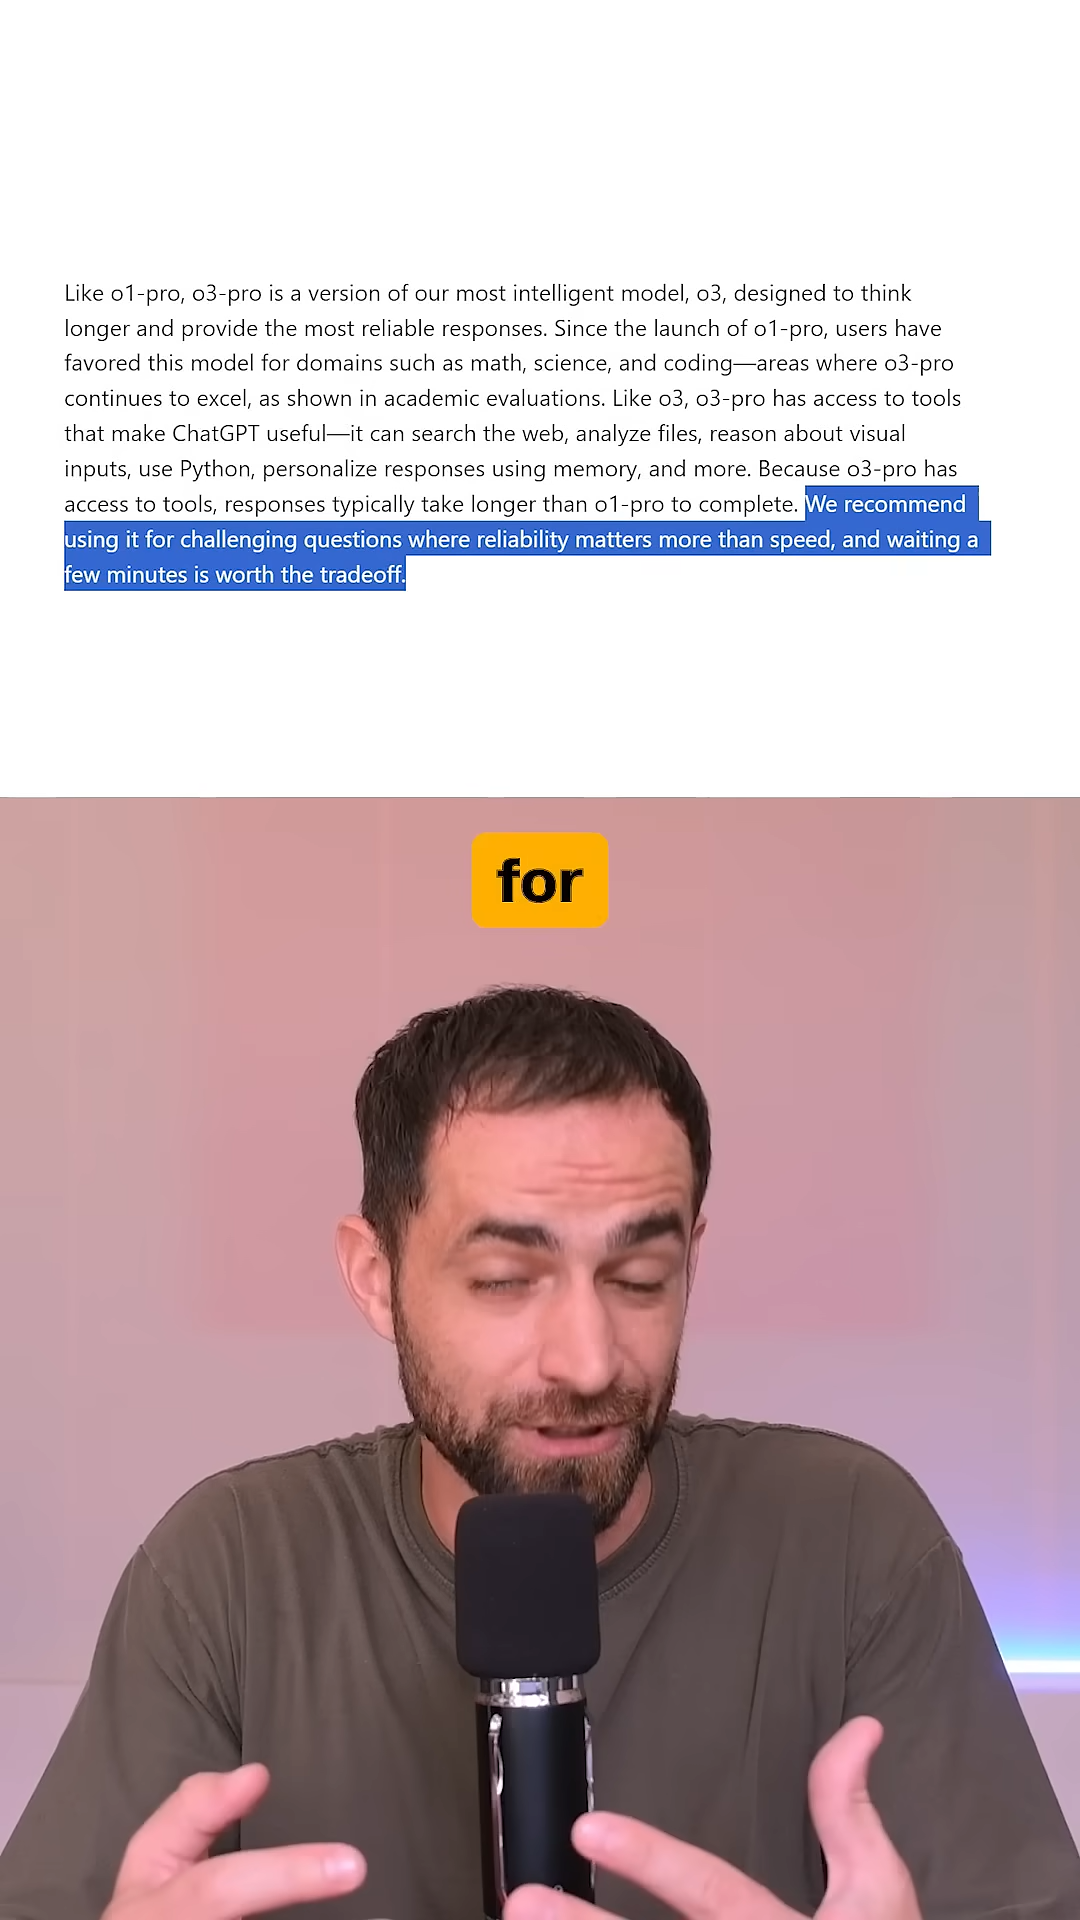 Like o1-pro, o3-pro is a version of our most intelligent model, o3, designed to think
longer and provide the most reliable responses. Since the launch of o1-pro, users have
favored this model for domains such as math, science, and coding—areas where o3-pro
continues to excel, as shown in academic evaluations. Like o3, o3-pro has access to tools
that make ChatGPT useful—it can search the web, analyze files, reason about visual
inputs, use Python, personalize responses using memory, and more. Because o3-pro has
access to tools, responses typically take longer than o1-pro to complete. We recommend
using it for challenging questions where reliability matters more than speed, and waiting a
few minutes is worth the tradeoff.
for